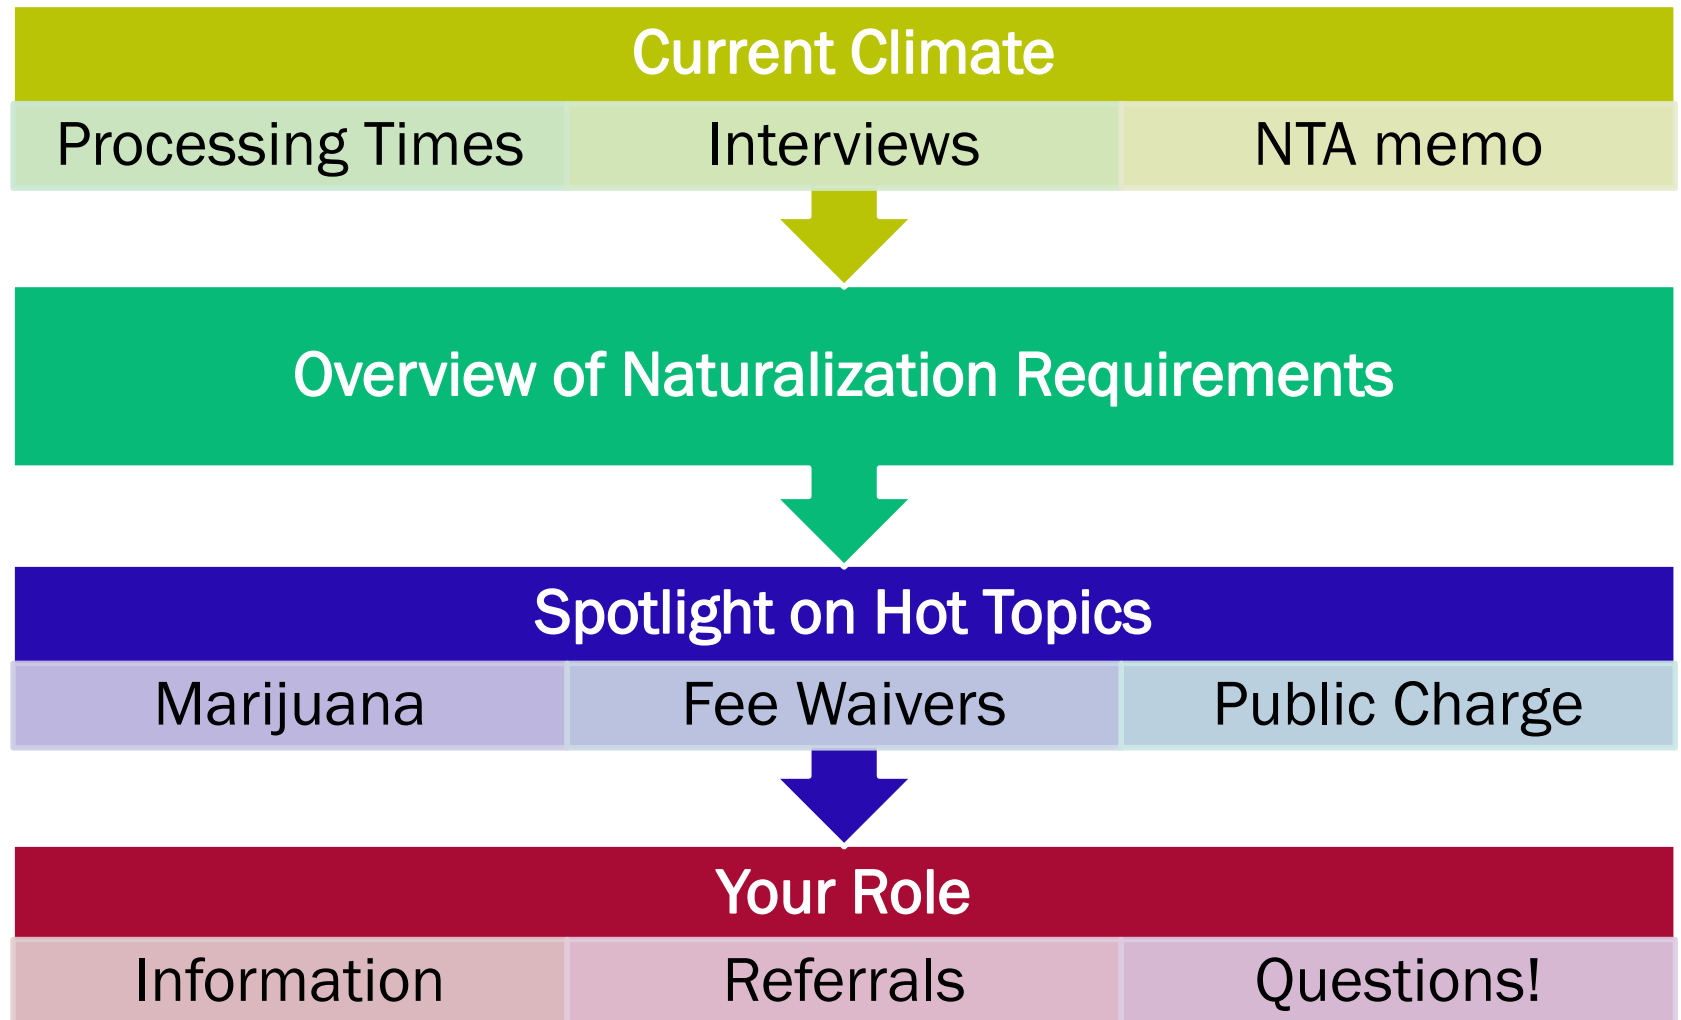 Current Climate
Processing Times Interviews NTA memo
Overview of Naturalization Requirements
Spotlight on Hot Topics
Marijuana Fee Waivers Public Charge
Your Role
Information Referrals Questions!